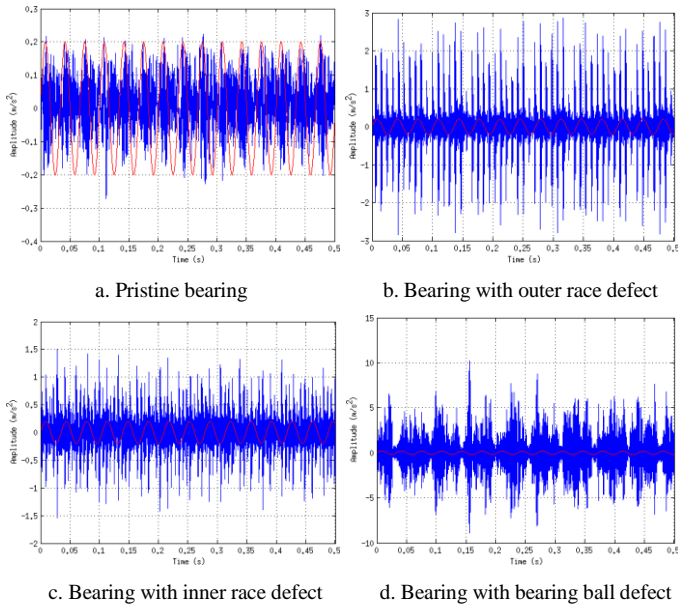 0.3
0.2
0.1
0
-0.1
-0.2
-0.3
-0.4
0 0.05 0.1 0.15 0.2 0.25 0.3 0.35 0.4 0.45 0.5
Amplitude (m/s²)
Time (s)
a. Pristine bearing
3
2
1
0
-1
-2
-3
0 0.05 0.1 0.15 0.2 0.25 0.3 0.35 0.4 0.45 0.5
Amplitude (m/s²)
Time (s)
b. Bearing with outer race defect
2
1.5
1
0.5
0
-0.5
-1
-1.5
-2
0 0.05 0.1 0.15 0.2 0.25 0.3 0.35 0.4 0.45 0.5
Amplitude (m/s²)
Time (s)
c. Bearing with inner race defect
15
10
5
0
-5
-10
0 0.05 0.1 0.15 0.2 0.25 0.3 0.35 0.4 0.45 0.5
Amplitude (m/s²)
Time (s)
d. Bearing with bearing ball defect